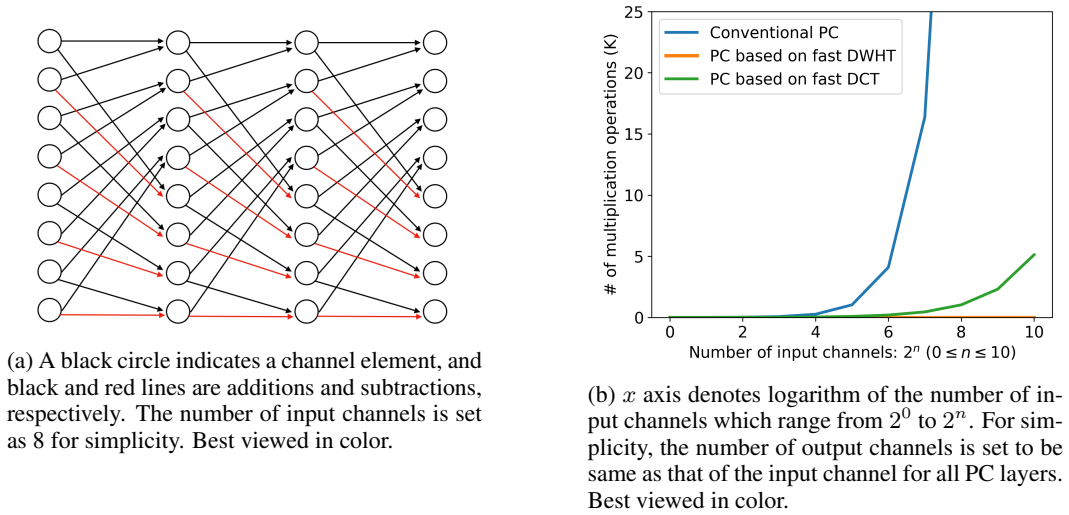 (a) A black circle indicates a channel element, and
black and red lines are additions and subtractions,
respectively. The number of input channels is set
as 8 for simplicity. Best viewed in color.
25
20
15
10
5
0
# of multiplication operations (K)
Conventional PC
PC based on fast DWHT
PC based on fast DCT
0 2 4 6 8 10
Number of input channels: 2ⁿ (0 ≤ n ≤ 10)
(b) x axis denotes logarithm of the number of in-
put channels which range from 2⁰ to 2ⁿ. For sim-
plicity, the number of output channels is set to be
same as that of the input channel for all PC layers.
Best viewed in color.